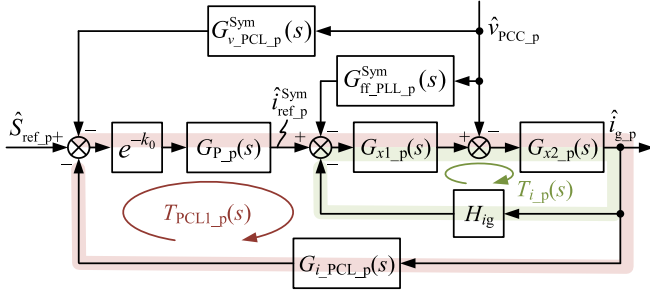 G^Sym_v_PCL_p(s)
v̂_PCC_p
G^Sym_ff_PLL_p(s)
Ŝ_ref_p
+
−
−
e^−k₀
G_P_p(s)
î^Sym_ref_p
+
−
−
G_x1_p(s)
+
−
G_x2_p(s)
î_g_p
T_PCL1_p(s)
T_i_p(s)
H_ig
G_i_PCL_p(s)